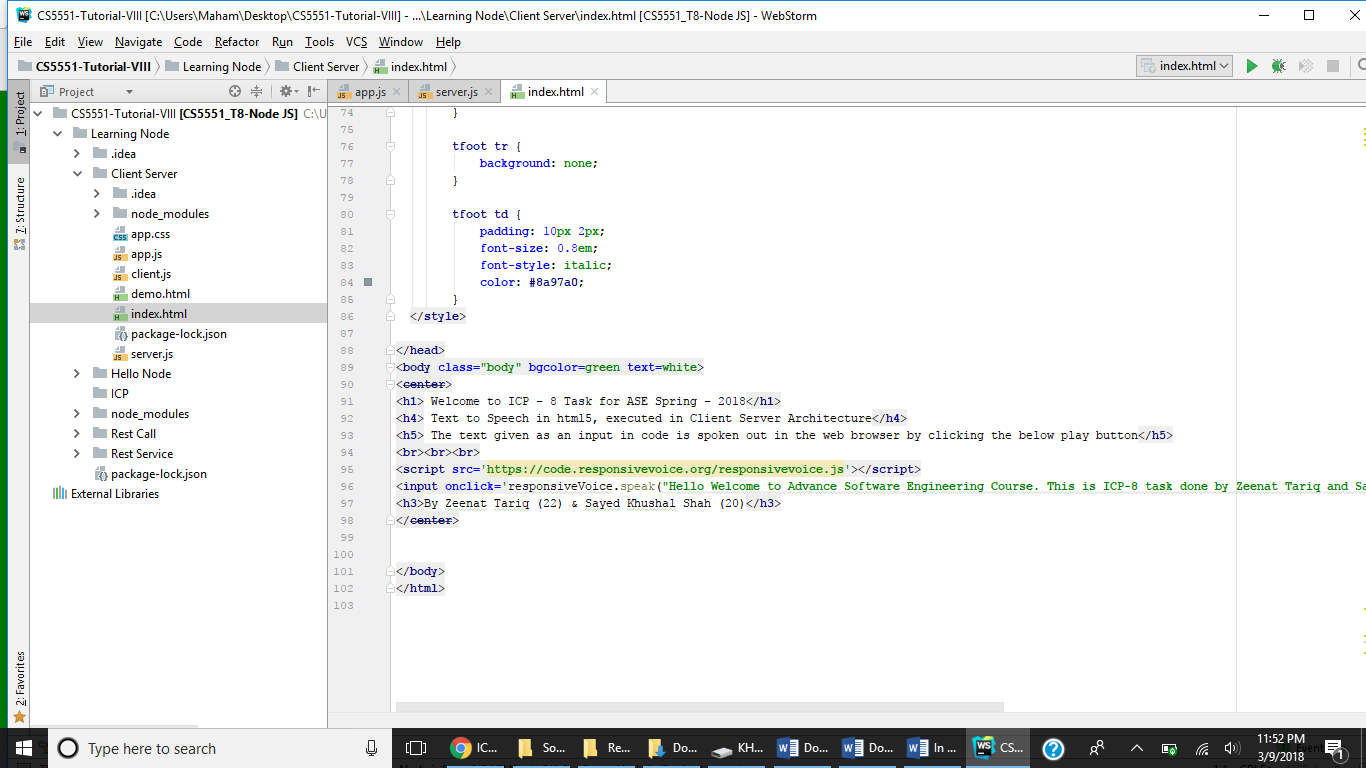 CS5551-Tutorial-VIII [C:\Users\Maham\Desktop\CS5551-Tutorial-VIII] - ...\Learning Node\Client Server\index.html [CS5551_T8-Node JS] - WebStorm
File Edit View Navigate Code Refactor Run Tools VCS Window Help
CS5551-Tutorial-VIII Learning Node Client Server index.html index.html
1: Project
7: Structure
2: Favorites
Project
CS5551-Tutorial-VIII [CS5551_T8-Node JS] C:\U
Learning Node
.idea
Client Server
.idea
node_modules
app.css
app.js
client.js
demo.html
index.html
package-lock.json
server.js
Hello Node
ICP
node_modules
Rest Call
Rest Service
package-lock.json
External Libraries
app.js server.js index.html
74 }
75
76 tfoot tr {
77 background: none;
78 }
79
80 tfoot td {
81 padding: 10px 2px;
82 font-size: 0.8em;
83 font-style: italic;
84 color: #8a97a0;
85 }
86 </style>
87
88 </head>
89 <body class="body" bgcolor=green text=white>
90 <center>
91 <h1> Welcome to ICP - 8 Task for ASE Spring - 2018</h1>
92 <h4> Text to Speech in html5, executed in Client Server Architecture</h4>
93 <h5> The text given as an input in code is spoken out in the web browser by clicking the below play button</h5>
94 <br><br><br>
95 <script src='https://code.responsivevoice.org/responsivevoice.js'></script>
96 <input onclick='responsiveVoice.speak("Hello Welcome to Advance Software Engineering Course. This is ICP-8 task done by Zeenat Tariq and Sa
97 <h3>By Zeenat Tariq (22) & Sayed Khushal Shah (20)</h3>
98 </center>
99
100
101 </body>
102 </html>
103
Type here to search
IC... So... Re... Do... KH... Do... Do... In ... CS...
11:52 PM
3/9/2018